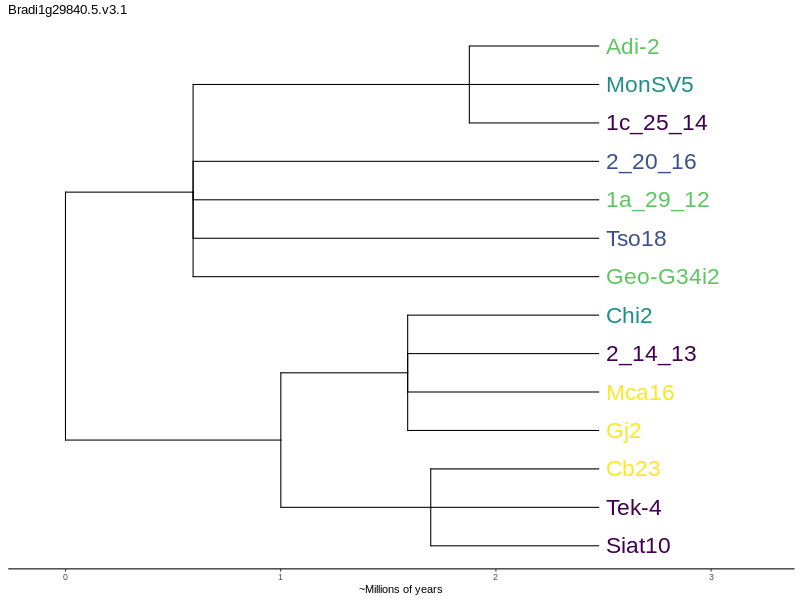 Bradi1g29840.5.v3.1
Adi-2
MonSV5
1c_25_14
2_20_16
1a_29_12
Tso18
Geo-G34i2
Chi2
2_14_13
Mca16
Gj2
Cb23
Tek-4
Siat10
0 1 2 3
~Millions of years